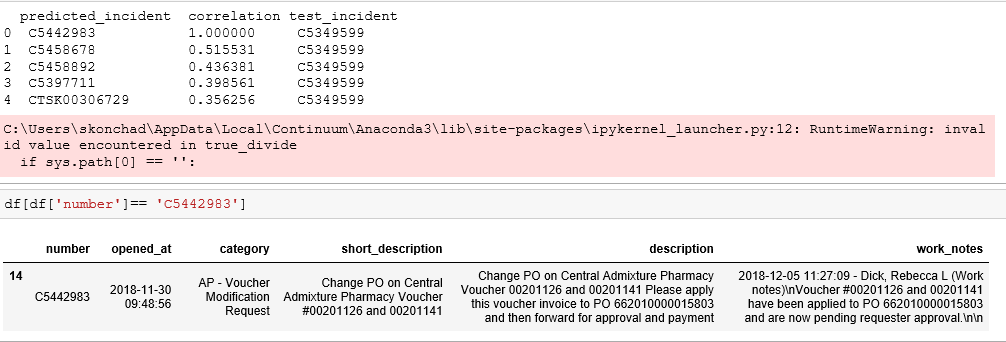 predicted_incident correlation test_incident
0 C5442983 1.000000 C5349599
1 C5458678 0.515531 C5349599
2 C5458892 0.436381 C5349599
3 C5397711 0.398561 C5349599
4 CTSK00306729 0.356256 C5349599
C:\Users\skonchad\AppData\Local\Continuum\Anaconda3\lib\site-packages\ipykernel_launcher.py:12: RuntimeWarning: inval
id value encountered in true_divide
if sys.path[0] == '':
df[df['number']== 'C5442983']
number opened_at category short_description description work_notes
14 C5442983 2018-11-30 09:48:56 AP - Voucher Modification Request Change PO on Central Admixture Pharmacy Voucher #00201126 and 00201141 Change PO on Central Admixture Pharmacy Voucher 00201126 and 00201141 Please apply this voucher invoice to PO 662010000015803 and then forward for approval and payment 2018-12-05 11:27:09 - Dick, Rebecca L (Work notes)\nVoucher #00201126 and 00201141 have been applied to PO 662010000015803 and are now pending requester approval.\n\n